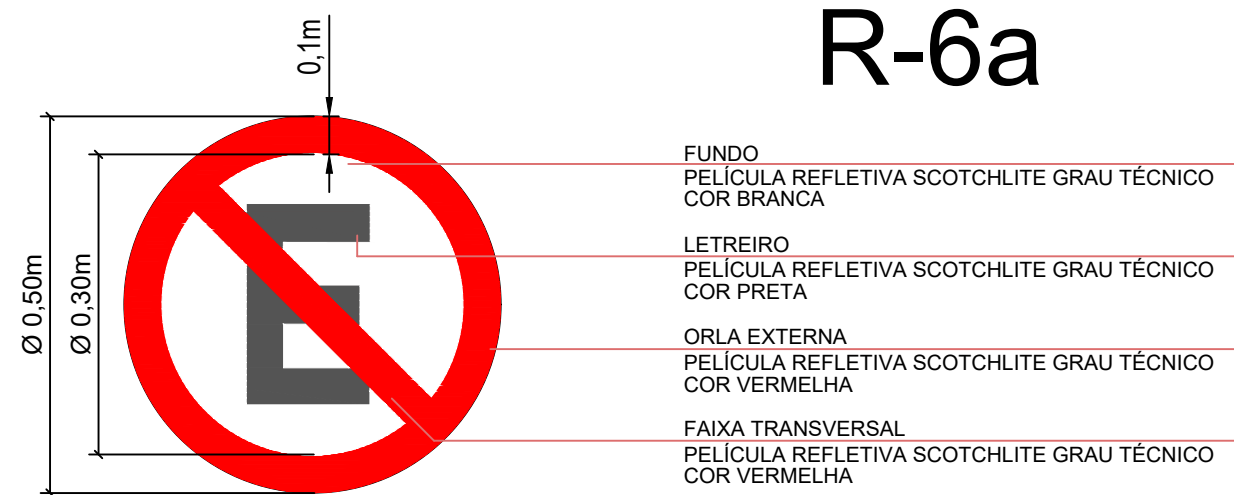 R-6a
0,1m
Ø 0,50m
Ø 0,30m
E
FUNDO
PELÍCULA REFLETIVA SCOTCHLITE GRAU TÉCNICO
COR BRANCA
LETREIRO
PELÍCULA REFLETIVA SCOTCHLITE GRAU TÉCNICO
COR PRETA
ORLA EXTERNA
PELÍCULA REFLETIVA SCOTCHLITE GRAU TÉCNICO
COR VERMELHA
FAIXA TRANSVERSAL
PELÍCULA REFLETIVA SCOTCHLITE GRAU TÉCNICO
COR VERMELHA